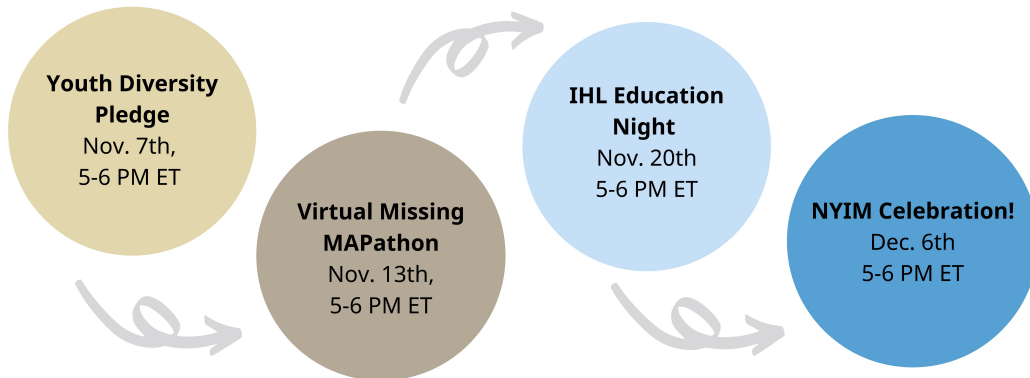 Youth Diversity
Pledge
Nov. 7th,
5-6 PM ET
Virtual Missing
MAPathon
Nov. 13th,
5-6 PM ET
IHL Education
Night
Nov. 20th
5-6 PM ET
NYIM Celebration!
Dec. 6th
5-6 PM ET